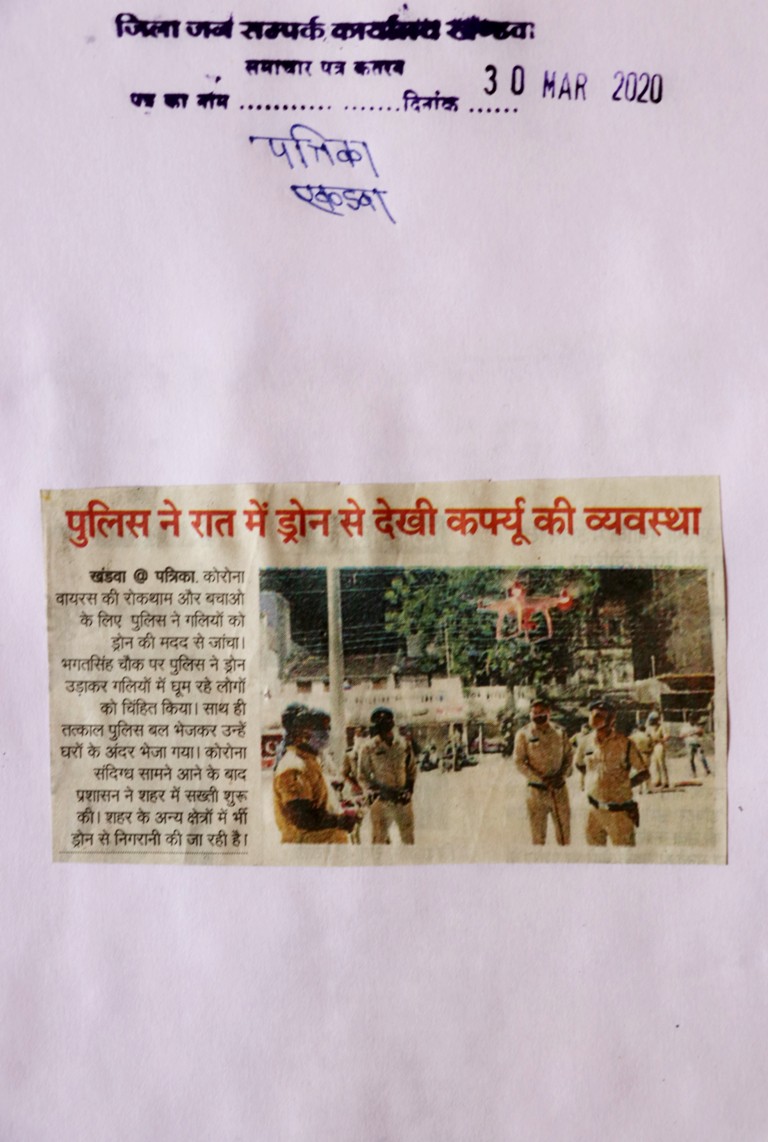 जिला जन सम्पर्क कार्यालय खण्डवा
समाचार पत्र कतरन
पत्र का नाम ........... .......दिनांक ...... 30 MAR 2020
पत्रिका
खण्डवा
पुलिस ने रात में ड्रोन से देखी कर्फ्यू की व्यवस्था
खंडवा @ पत्रिका. कोरोना
वायरस की रोकथाम और बचाओ
के लिए पुलिस ने गलियों को
ड्रोन की मदद से जांचा।
भगतसिंह चौक पर पुलिस ने ड्रोन
उड़ाकर गलियों में घूम रहे लोगों
को चिंहित किया। साथ ही
तत्काल पुलिस बल भेजकर उन्हें
घरों के अंदर भेजा गया। कोरोना
संदिग्ध सामने आने के बाद
प्रशासन ने शहर में सख्ती शुरू
की। शहर के अन्य क्षेत्रों में भी
ड्रोन से निगरानी की जा रही है।